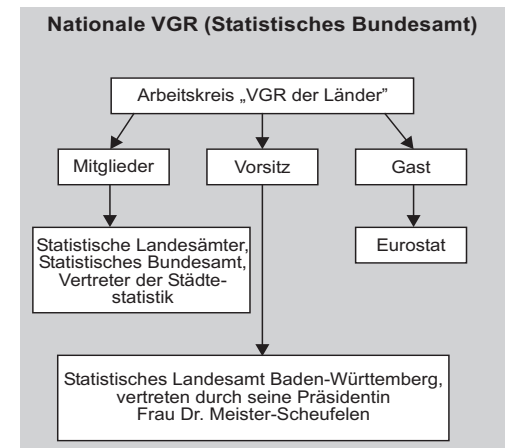 Nationale VGR (Statistisches Bundesamt)
Arbeitskreis „VGR der Länder”
Mitglieder
Vorsitz
Gast
Statistische Landesämter,
Statistisches Bundesamt,
Vertreter der Städte-
statistik
Eurostat
Statistisches Landesamt Baden-Württemberg,
vertreten durch seine Präsidentin
Frau Dr. Meister-Scheufelen